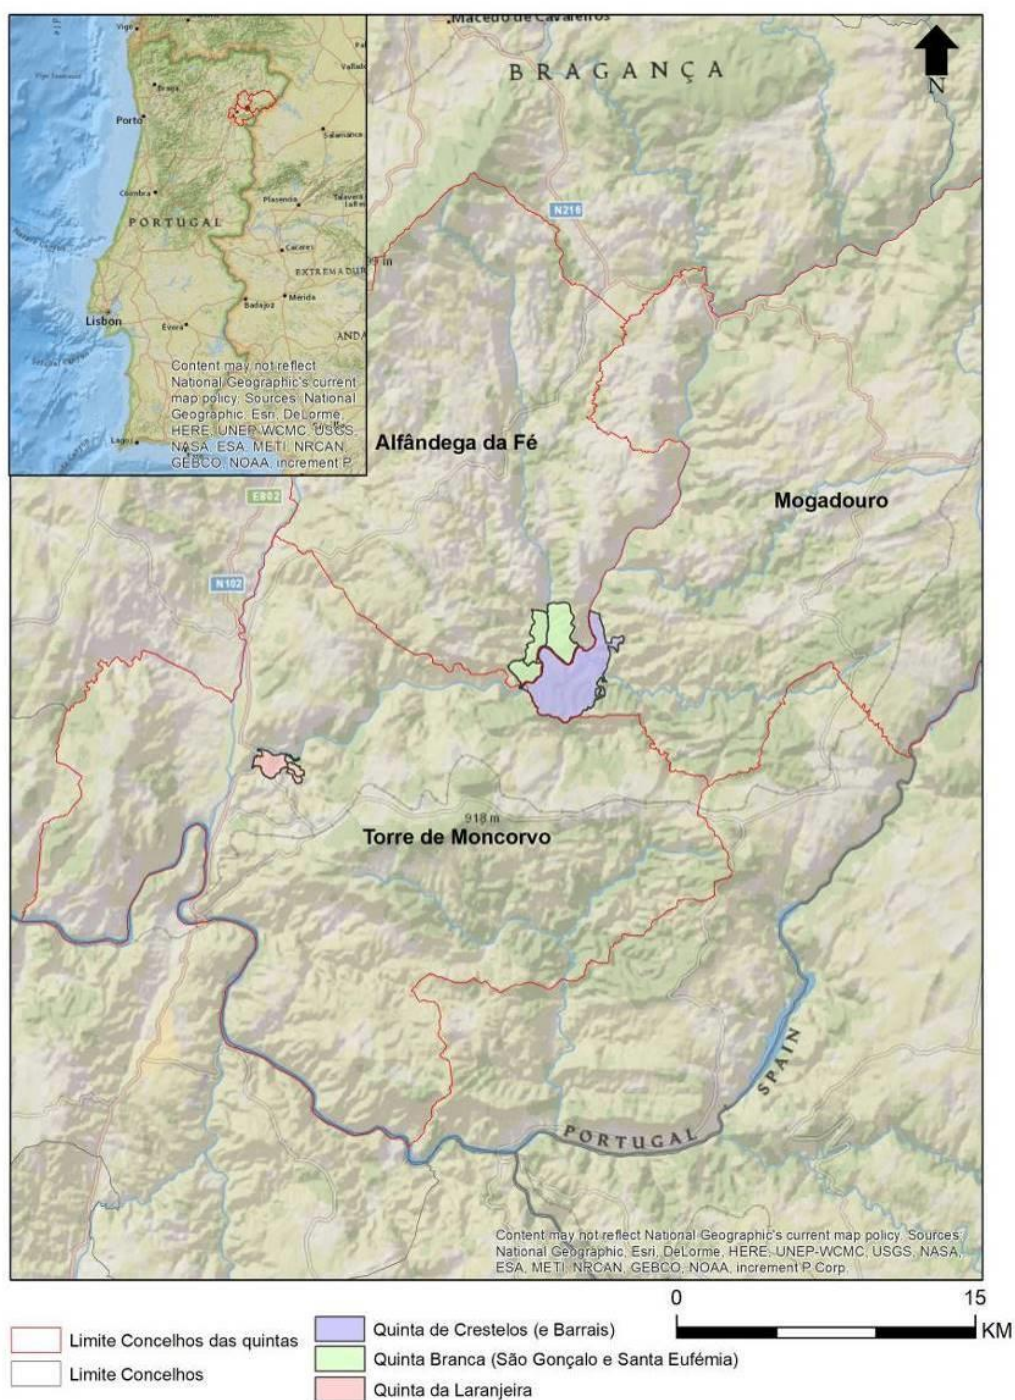 Macedo de Cavaleiros
BRAGANÇA
N
Vigo
Braga
Porto
Salamanca
Coimbra
Plasencia
PORTUGAL
Caceres
EXTREMADUR
Badajoz
Merida
Lisbon
Évora
ANDA
Lagos
Content may not reflect
National Geographic's current
map policy. Sources: National
Geographic, Esri, DeLorme,
HERE, UNEP-WCMC, USGS,
NASA, ESA, METI, NRCAN,
GEBCO, NOAA, increment P
N216
Alfândega da Fé
E802
Mogadouro
N102
918 m
Torre de Moncorvo
SPAIN
PORTUGAL
Content may not reflect National Geographic's current map policy. Sources:
National Geographic, Esri, DeLorme, HERE, UNEP-WCMC, USGS, NASA,
ESA, METI, NRCAN, GEBCO, NOAA, increment P Corp.
0 15
KM
Limite Concelhos das quintas
Limite Concelhos
Quinta de Crestelos (e Barrais)
Quinta Branca (São Gonçalo e Santa Eufémia)
Quinta da Laranjeira